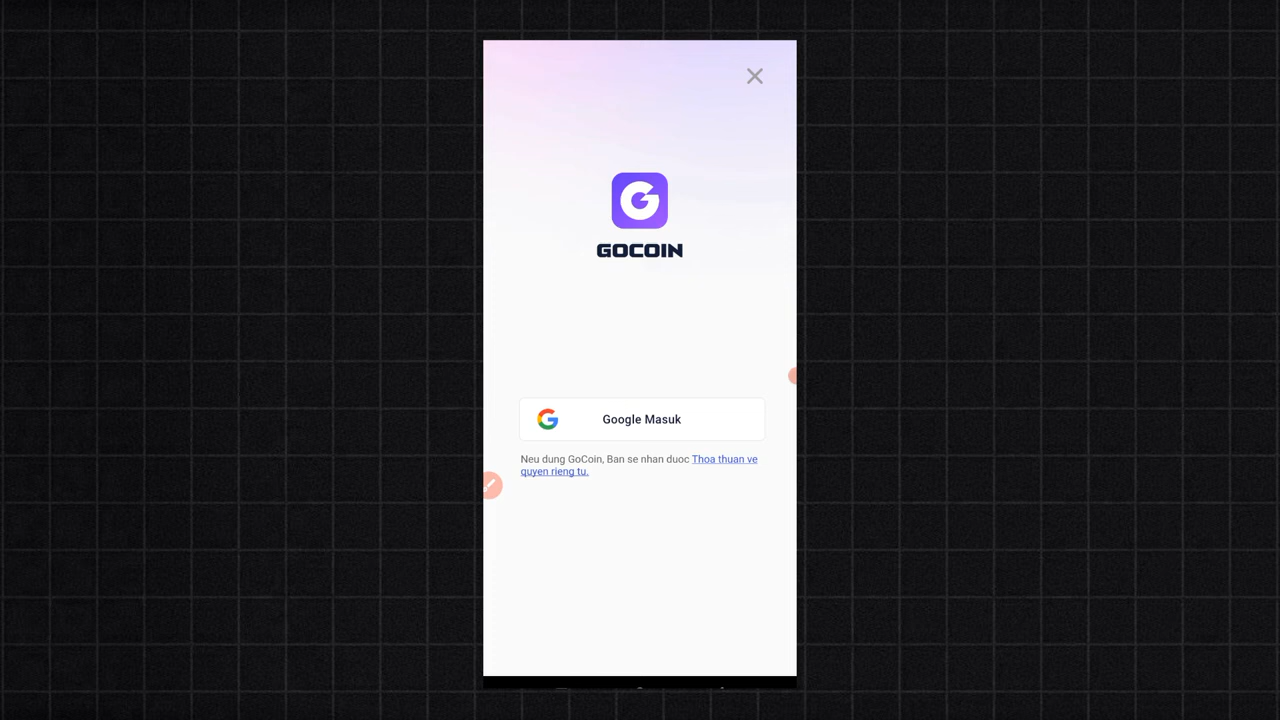 GOCOIN
Google Masuk
Neu dung GoCoin, Ban se nhan duoc Thoa thuan ve
quyen rieng tu.